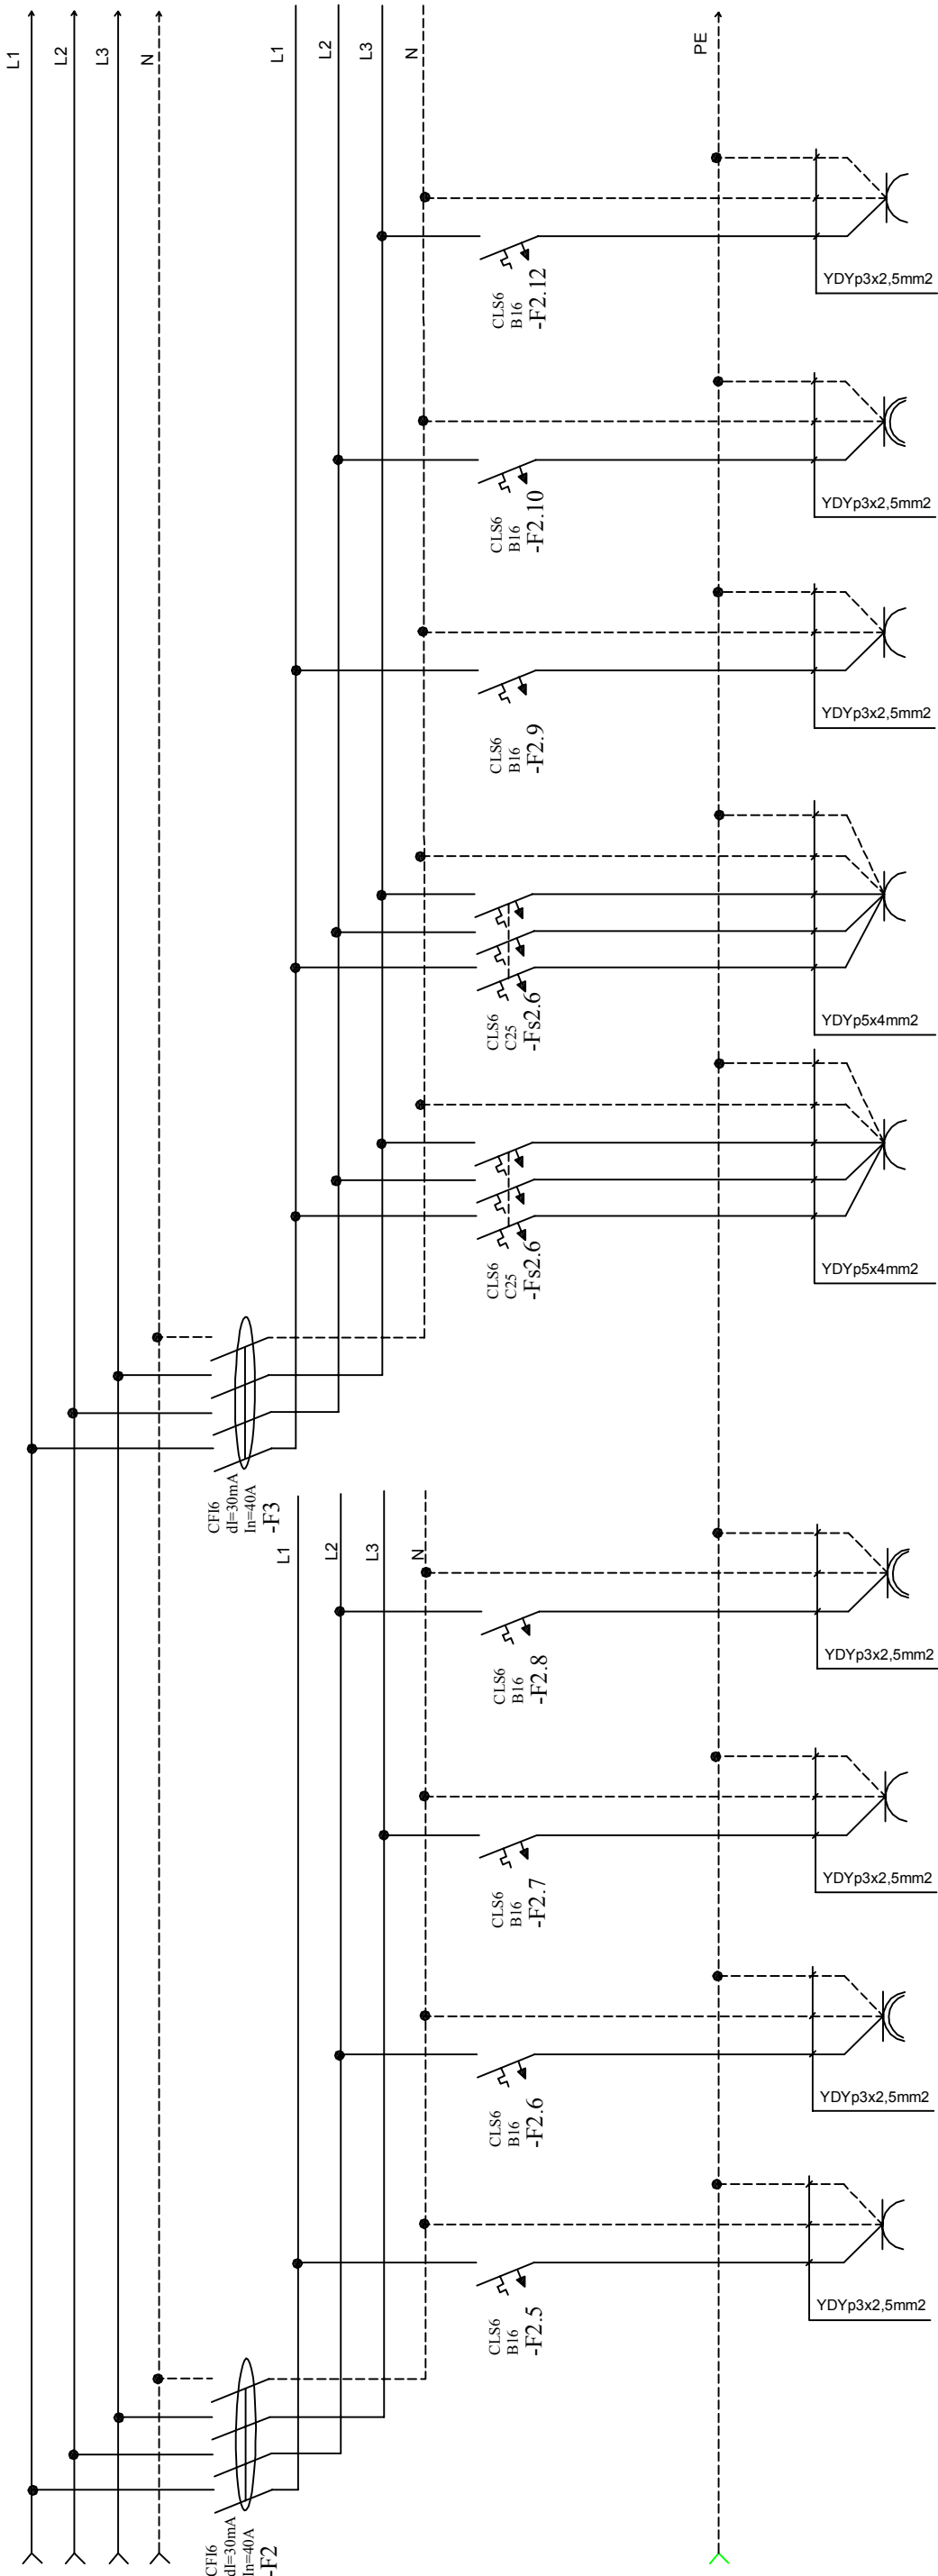 L1
L2
L3
N
L1
L2
L3
N
PE
CLS6
B16
-F2.12
YDYp3x2,5mm2
CLS6
B16
-F2.10
YDYp3x2,5mm2
CLS6
B16
-F2.9
YDYp3x2,5mm2
CLS6
C25
-Fs2.6
YDYp5x4mm2
CLS6
C25
-Fs2.6
YDYp5x4mm2
CFI6
dI=30mA
In=40A
-F3
L1
L2
L3
N
CLS6
B16
-F2.8
YDYp3x2,5mm2
CLS6
B16
-F2.7
YDYp3x2,5mm2
CLS6
B16
-F2.6
YDYp3x2,5mm2
CLS6
B16
-F2.5
YDYp3x2,5mm2
CFI6
dI=30mA
In=40A
-F2